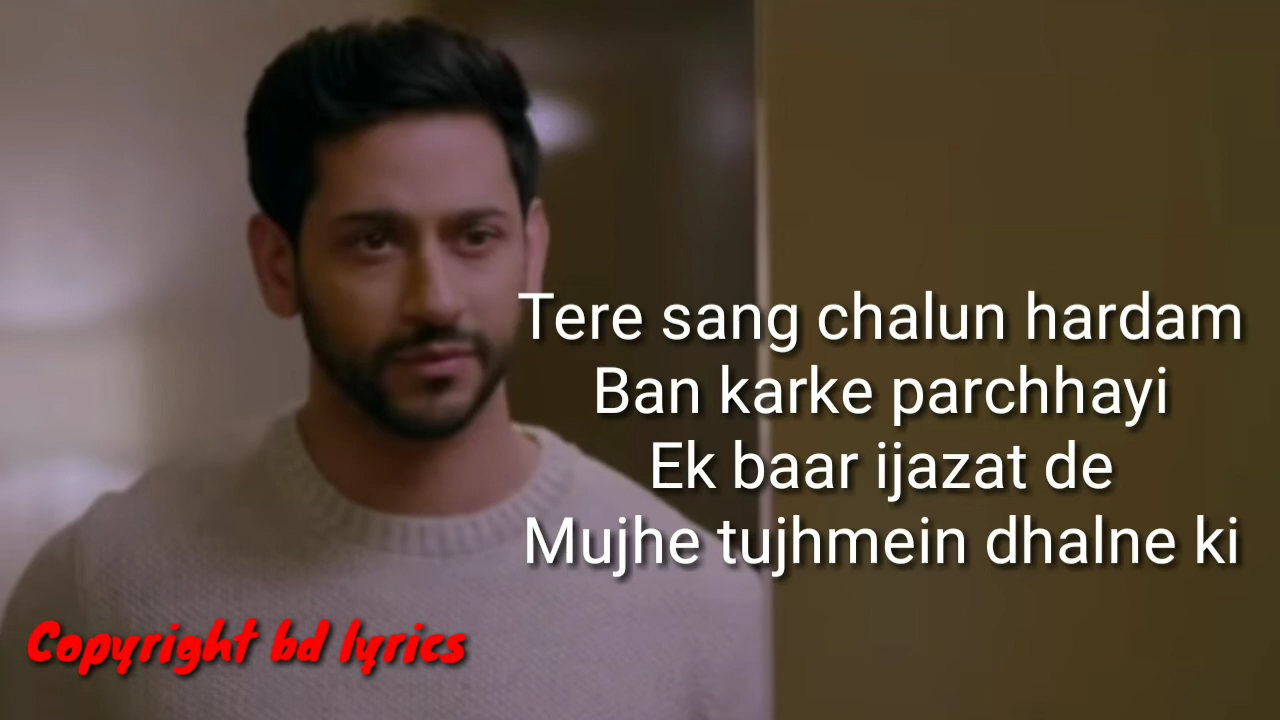 Tere sang chalun hardam
Ban karke parchhayi
Ek baar ijazat de
Mujhe tujhmein dhalne ki
Copyright bd lyrics